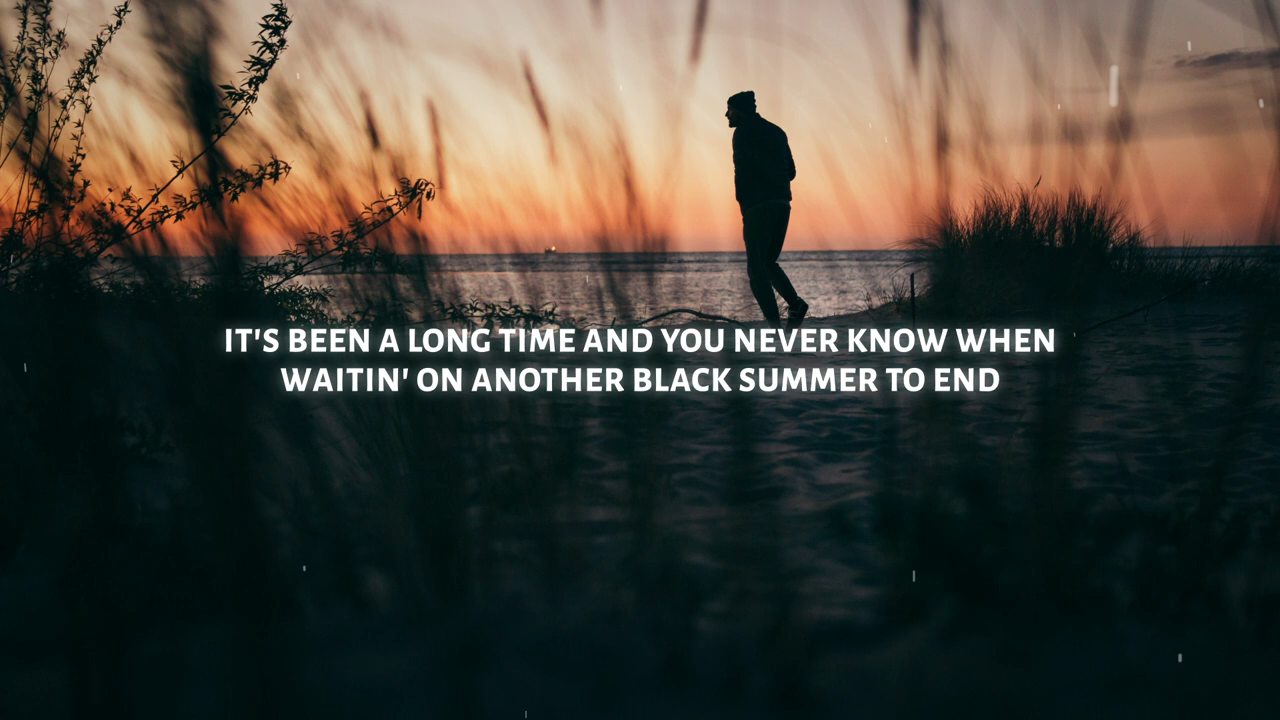 IT'S BEEN A LONG TIME AND YOU NEVER KNOW WHEN
WAITIN' ON ANOTHER BLACK SUMMER TO END